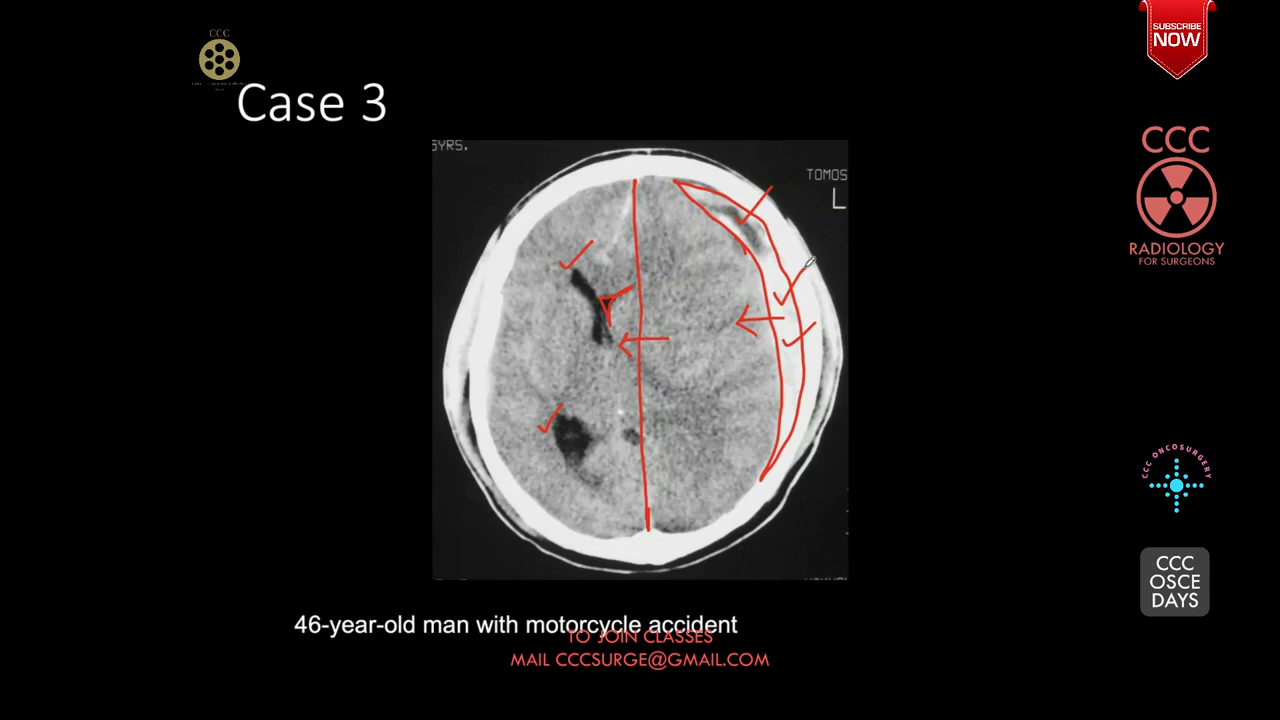 CCC
Case 3
SUBSCRIBE
NOW
5YRS.
TOMOS
L
CCC
RADIOLOGY
FOR SURGEONS
CCC ONCOSURGERY
CCC
OSCE
DAYS
46-year-old man with motorcycle accident
TO JOIN CLASSES
MAIL CCCSURGE@GMAIL.COM